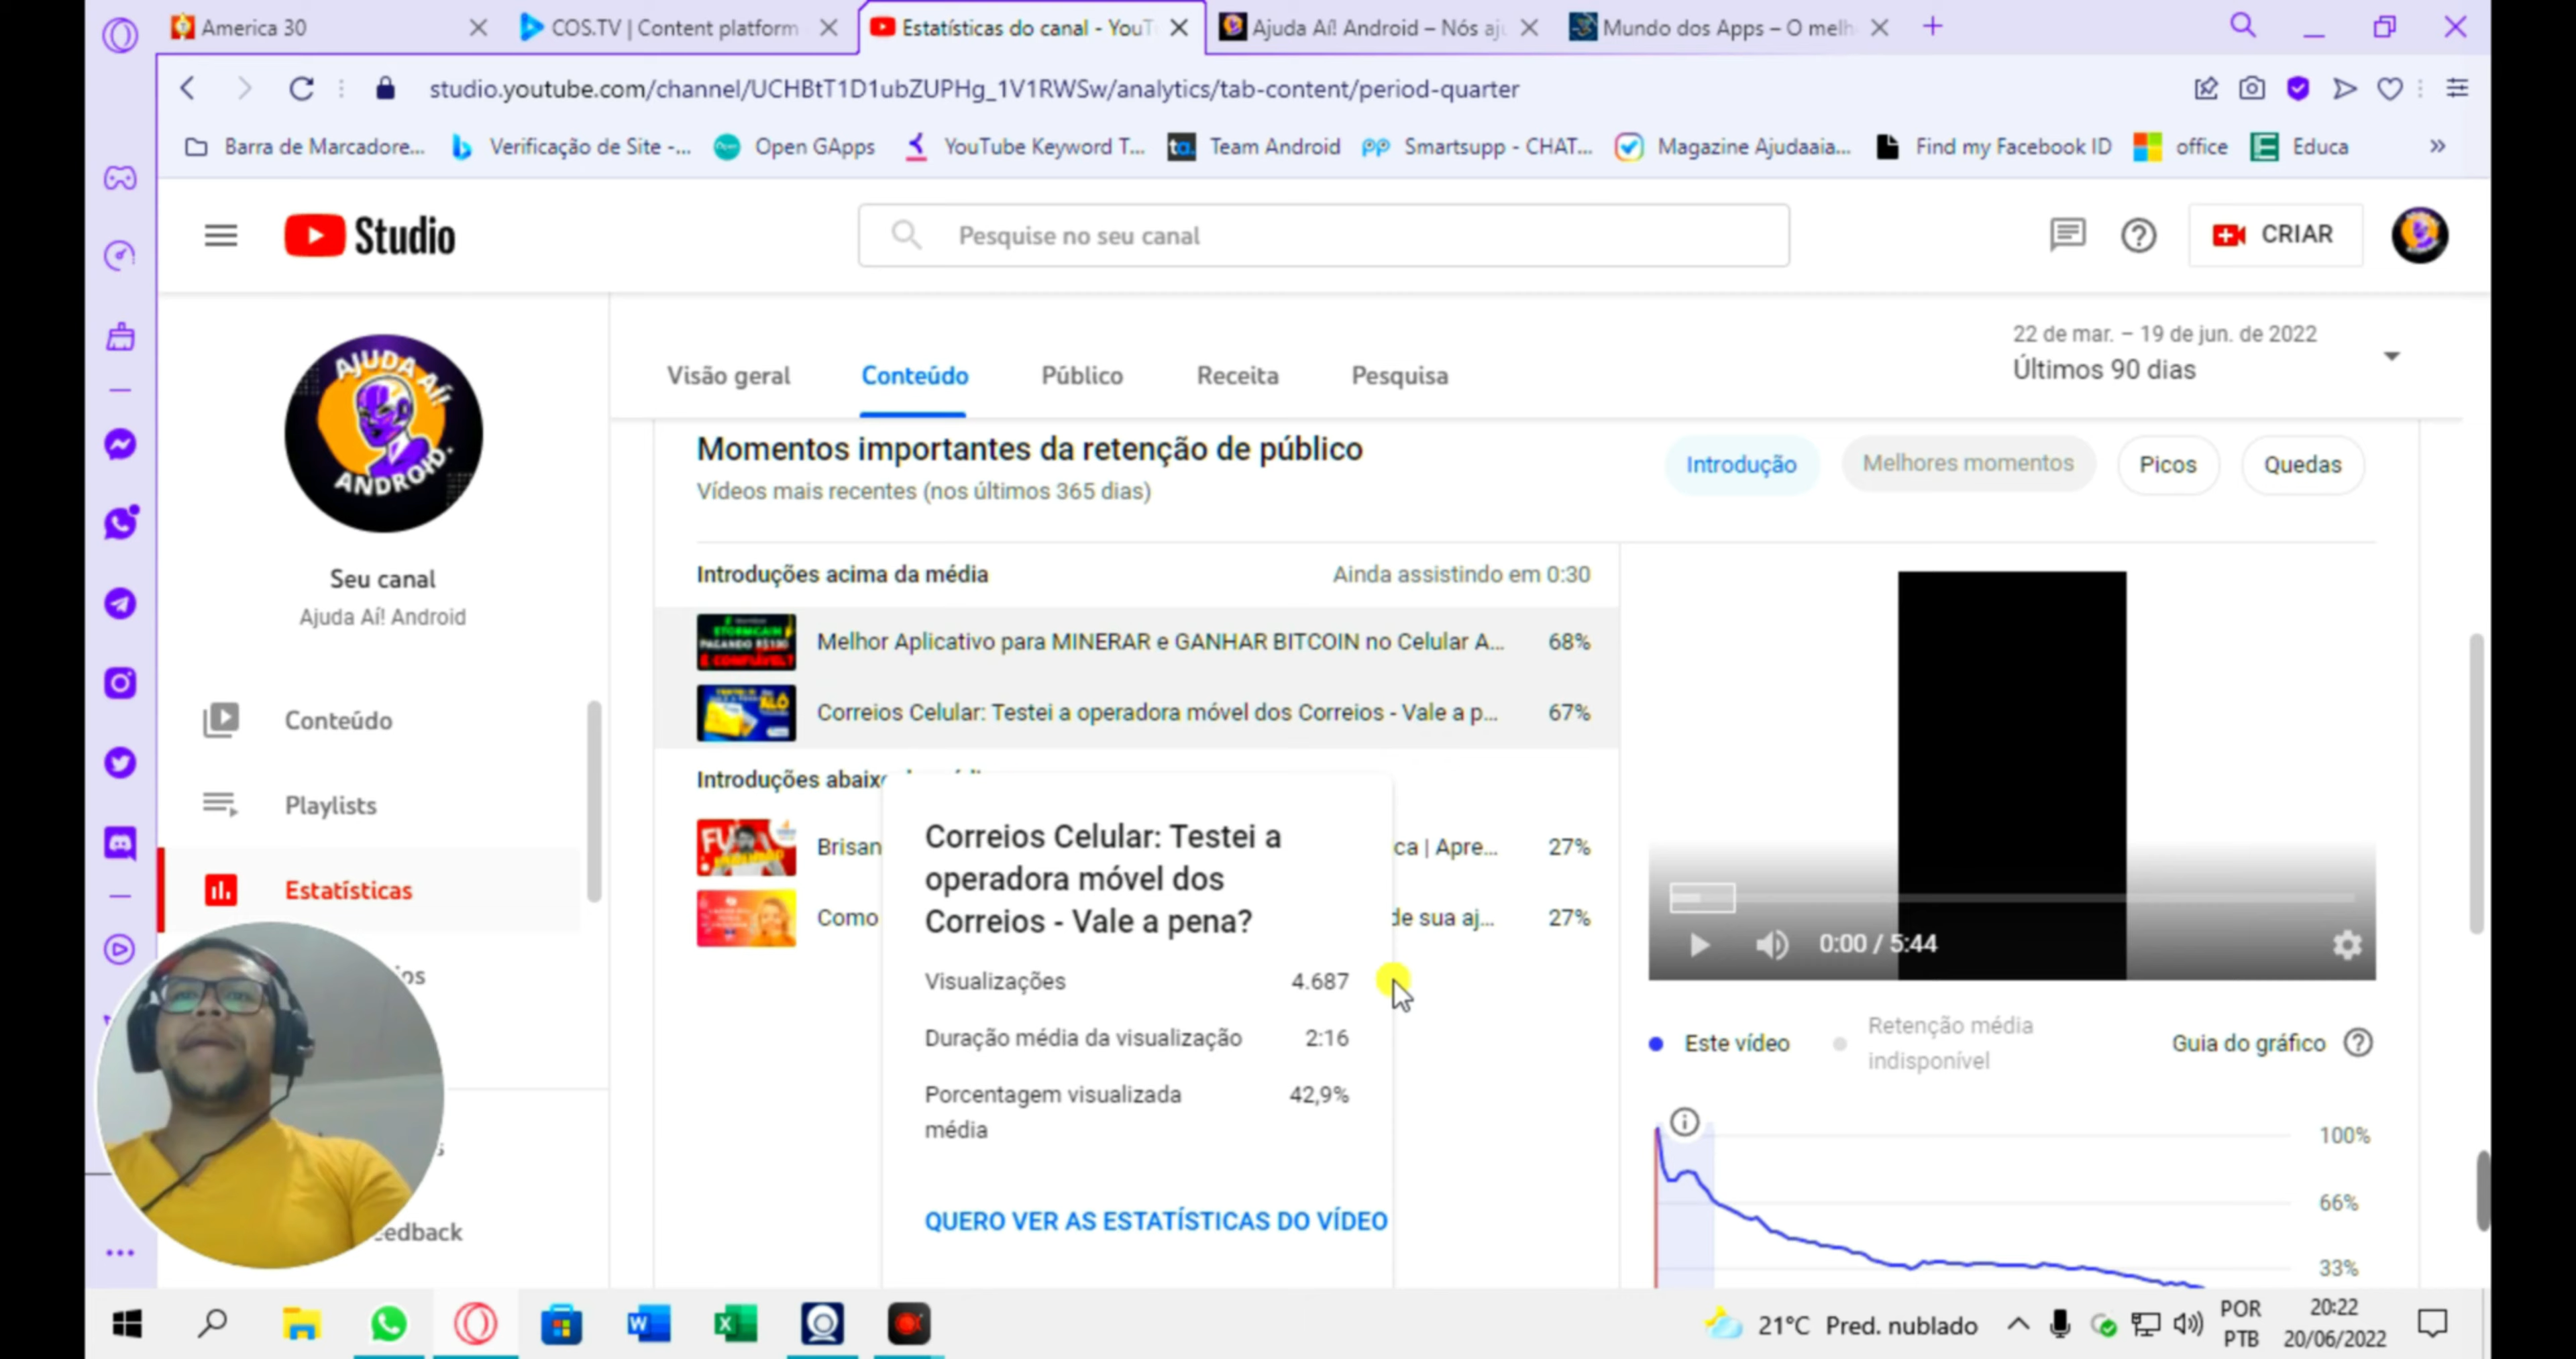 America 30
COS.TV | Content platform
Estatísticas do canal - YouT
Ajuda Aí! Android – Nós aju
Mundo dos Apps – O melh
studio.youtube.com/channel/UCHBtT1D1ubZUPHg_1V1RWSw/analytics/tab-content/period-quarter
Barra de Marcadore...
Verificação de Site -...
Open GApps
YouTube Keyword T...
Team Android
Smartsupp - CHAT...
Magazine Ajudaaia...
Find my Facebook ID
office
Educa
Studio
Pesquise no seu canal
CRIAR
22 de mar. – 19 de jun. de 2022
Últimos 90 dias
Visão geral
Conteúdo
Público
Receita
Pesquisa
AJUDA AÍ!
ANDROID.
Seu canal
Ajuda Aí! Android
Conteúdo
Playlists
Estatísticas
Momentos importantes da retenção de público
Vídeos mais recentes (nos últimos 365 dias)
Introdução
Melhores momentos
Picos
Quedas
Introduções acima da média
Ainda assistindo em 0:30
Melhor Aplicativo para MINERAR e GANHAR BITCOIN no Celular A...
68%
Correios Celular: Testei a operadora móvel dos Correios - Vale a p...
67%
Introduções abaix
Brisan
ca | Apre...
27%
Como
de sua aj...
27%
Correios Celular: Testei a
operadora móvel dos
Correios - Vale a pena?
Visualizações
4.687
Duração média da visualização
2:16
Porcentagem visualizada
média
42,9%
QUERO VER AS ESTATÍSTICAS DO VÍDEO
0:00 / 5:44
Este vídeo
Retenção média
indisponível
Guia do gráfico
100%
66%
33%
edback
21°C Pred. nublado
POR
PTB
20:22
20/06/2022